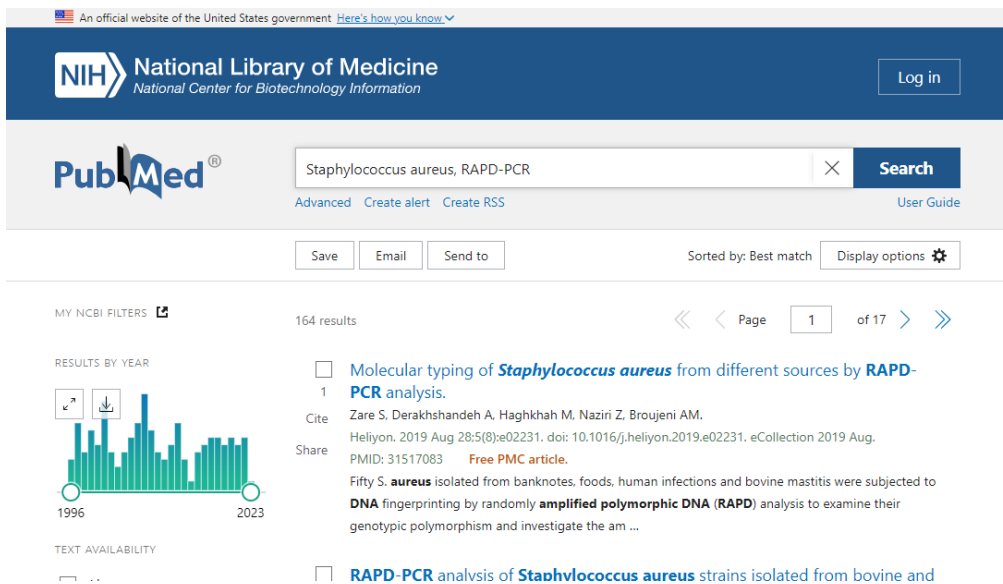 An official website of the United States government Here's how you know
NIH National Library of Medicine
National Center for Biotechnology Information
Log in
PubMed®
Staphylococcus aureus, RAPD-PCR
Search
Advanced Create alert Create RSS
User Guide
Save Email Send to
Sorted by: Best match Display options
MY NCBI FILTERS
164 results
Page 1 of 17
RESULTS BY YEAR
1996 2023
TEXT AVAILABILITY
Molecular typing of Staphylococcus aureus from different sources by RAPD-
PCR analysis.
1
Cite
Share
Zare S, Derakhshandeh A, Haghkhah M, Naziri Z, Broujeni AM.
Heliyon. 2019 Aug 28;5(8):e02231. doi: 10.1016/j.heliyon.2019.e02231. eCollection 2019 Aug.
PMID: 31517083 Free PMC article.
Fifty S. aureus isolated from banknotes, foods, human infections and bovine mastitis were subjected to
DNA fingerprinting by randomly amplified polymorphic DNA (RAPD) analysis to examine their
genotypic polymorphism and investigate the am ...
RAPD-PCR analysis of Staphylococcus aureus strains isolated from bovine and